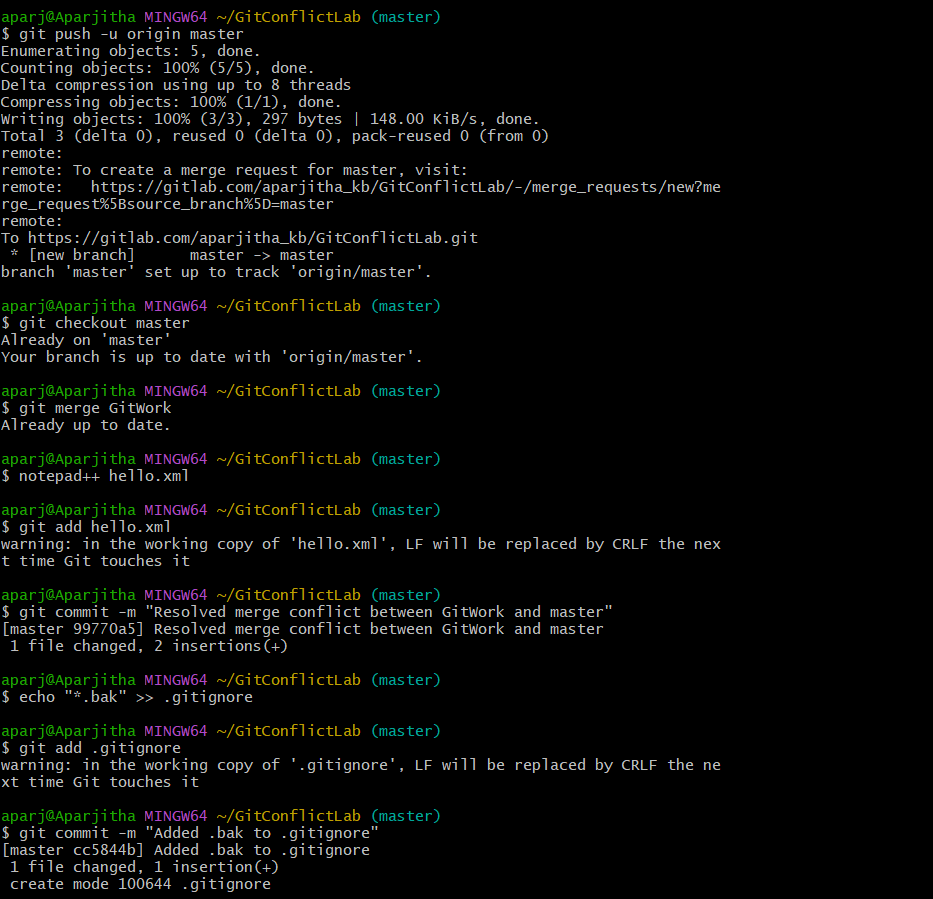 aparj@Aparjitha MINGW64 ~/GitConflictLab (master)
$ git push -u origin master
Enumerating objects: 5, done.
Counting objects: 100% (5/5), done.
Delta compression using up to 8 threads
Compressing objects: 100% (1/1), done.
Writing objects: 100% (3/3), 297 bytes | 148.00 KiB/s, done.
Total 3 (delta 0), reused 0 (delta 0), pack-reused 0 (from 0)
remote:
remote: To create a merge request for master, visit:
remote:   https://gitlab.com/aparjitha_kb/GitConflictLab/-/merge_requests/new?me
rge_request%5Bsource_branch%5D=master
remote:
To https://gitlab.com/aparjitha_kb/GitConflictLab.git
 * [new branch]      master -> master
branch 'master' set up to track 'origin/master'.

aparj@Aparjitha MINGW64 ~/GitConflictLab (master)
$ git checkout master
Already on 'master'
Your branch is up to date with 'origin/master'.

aparj@Aparjitha MINGW64 ~/GitConflictLab (master)
$ git merge GitWork
Already up to date.

aparj@Aparjitha MINGW64 ~/GitConflictLab (master)
$ notepad++ hello.xml

aparj@Aparjitha MINGW64 ~/GitConflictLab (master)
$ git add hello.xml
warning: in the working copy of 'hello.xml', LF will be replaced by CRLF the nex
t time Git touches it

aparj@Aparjitha MINGW64 ~/GitConflictLab (master)
$ git commit -m "Resolved merge conflict between GitWork and master"
[master 99770a5] Resolved merge conflict between GitWork and master
 1 file changed, 2 insertions(+)

aparj@Aparjitha MINGW64 ~/GitConflictLab (master)
$ echo "*.bak" >> .gitignore

aparj@Aparjitha MINGW64 ~/GitConflictLab (master)
$ git add .gitignore
warning: in the working copy of '.gitignore', LF will be replaced by CRLF the ne
xt time Git touches it

aparj@Aparjitha MINGW64 ~/GitConflictLab (master)
$ git commit -m "Added .bak to .gitignore"
[master cc5844b] Added .bak to .gitignore
 1 file changed, 1 insertion(+)
 create mode 100644 .gitignore